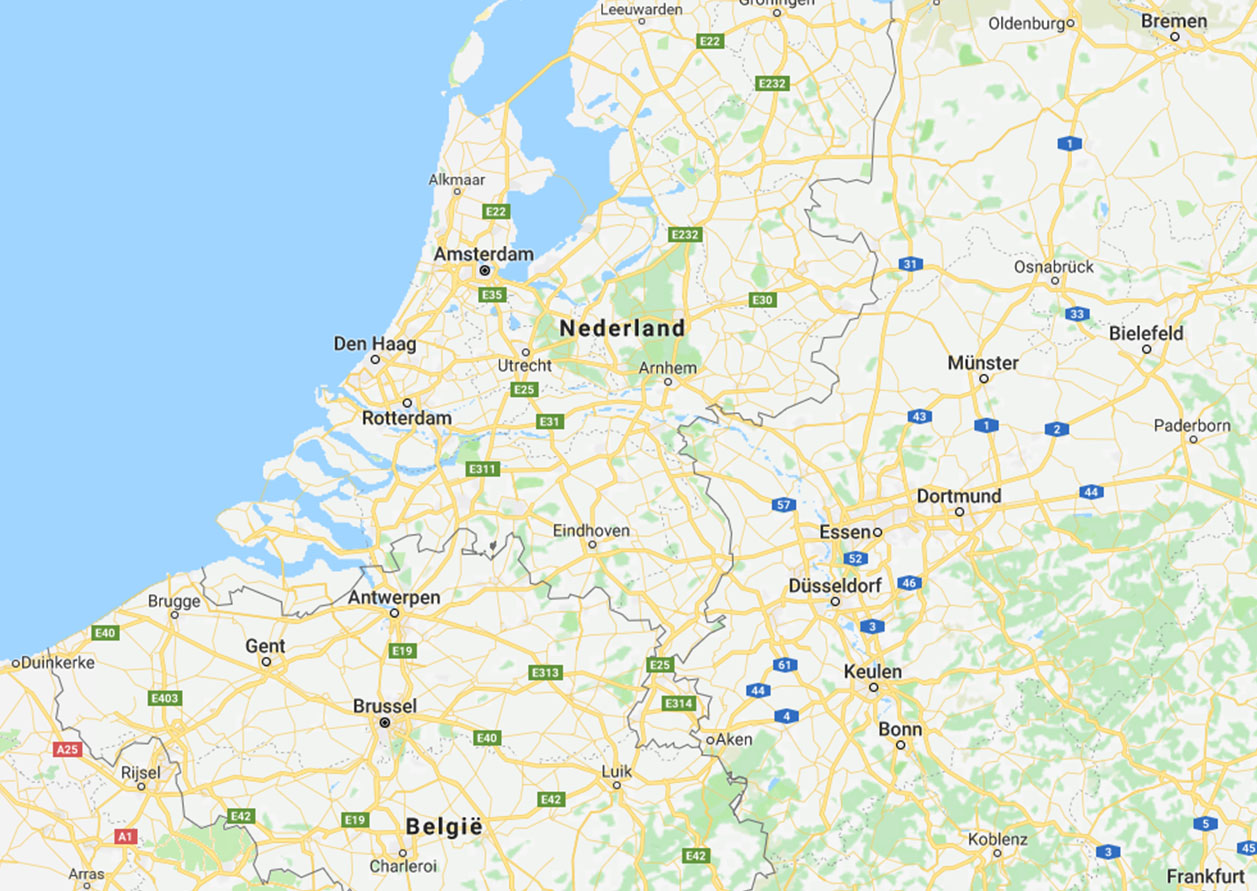 Leeuwarden
Groningen
Oldenburg
Bremen
E22
E232
1
Alkmaar
E22
E232
Amsterdam
31
Osnabrück
E35
E30
33
Nederland
Bielefeld
Den Haag
Utrecht
Arnhem
Münster
E25
Rotterdam
E31
43
1
2
Paderborn
E311
44
Dortmund
57
Eindhoven
Essen
52
46
Düsseldorf
Brugge
Antwerpen
3
E40
Gent
E19
Duinkerke
E25
61
E313
Keulen
44
E403
E314
Brussel
4
Bonn
E40
Aken
A25
Rijsel
Luik
E42
E42
E19
België
5
A1
Koblenz
45
3
E42
Charleroi
Arras
Frankfurt